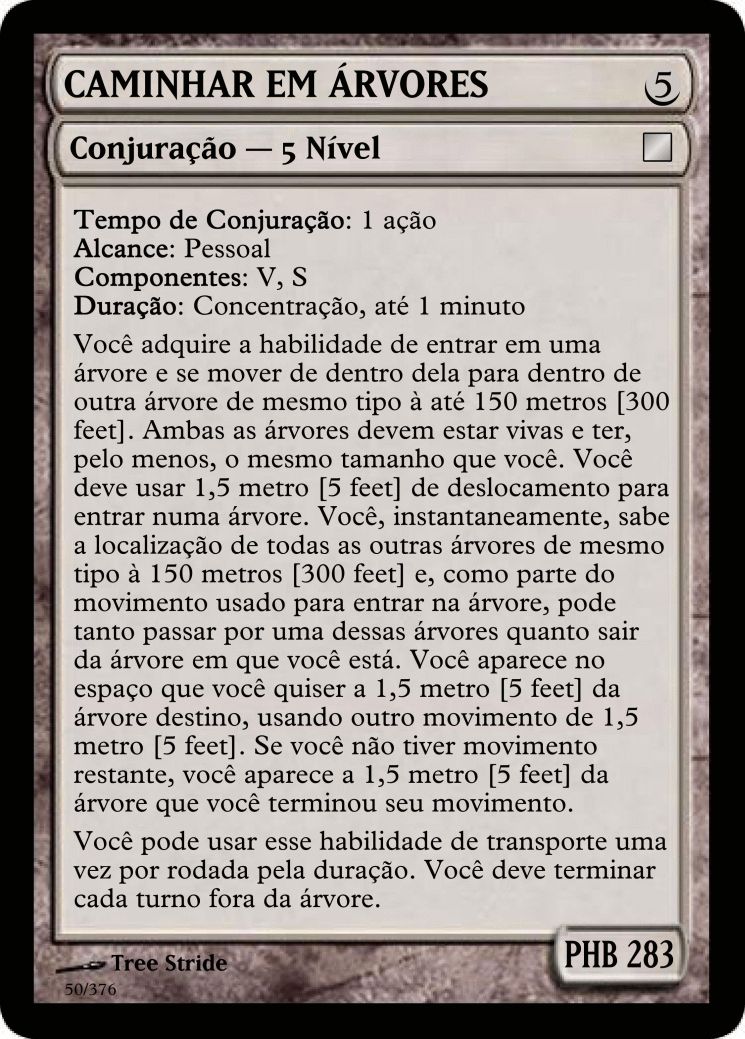 CAMINHAR EM ÁRVORES
5
Conjuração — 5 Nível
Tempo de Conjuração: 1 ação
Alcance: Pessoal
Componentes: V, S
Duração: Concentração, até 1 minuto
Você adquire a habilidade de entrar em uma
árvore e se mover de dentro dela para dentro de
outra árvore de mesmo tipo à até 150 metros [300
feet]. Ambas as árvores devem estar vivas e ter,
pelo menos, o mesmo tamanho que você. Você
deve usar 1,5 metro [5 feet] de deslocamento para
entrar numa árvore. Você, instantaneamente, sabe
a localização de todas as outras árvores de mesmo
tipo à 150 metros [300 feet] e, como parte do
movimento usado para entrar na árvore, pode
tanto passar por uma dessas árvores quanto sair
da árvore em que você está. Você aparece no
espaço que você quiser a 1,5 metro [5 feet] da
árvore destino, usando outro movimento de 1,5
metro [5 feet]. Se você não tiver movimento
restante, você aparece a 1,5 metro [5 feet] da
árvore que você terminou seu movimento.
Você pode usar esse habilidade de transporte uma
vez por rodada pela duração. Você deve terminar
cada turno fora da árvore.
PHB 283
Tree Stride
50/376